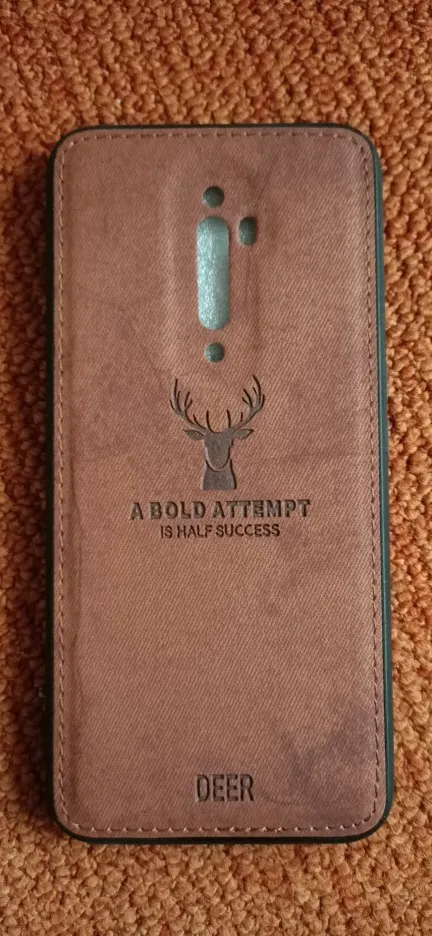 A BOLD ATTEMPT
IS HALF SUCCESS
DEER